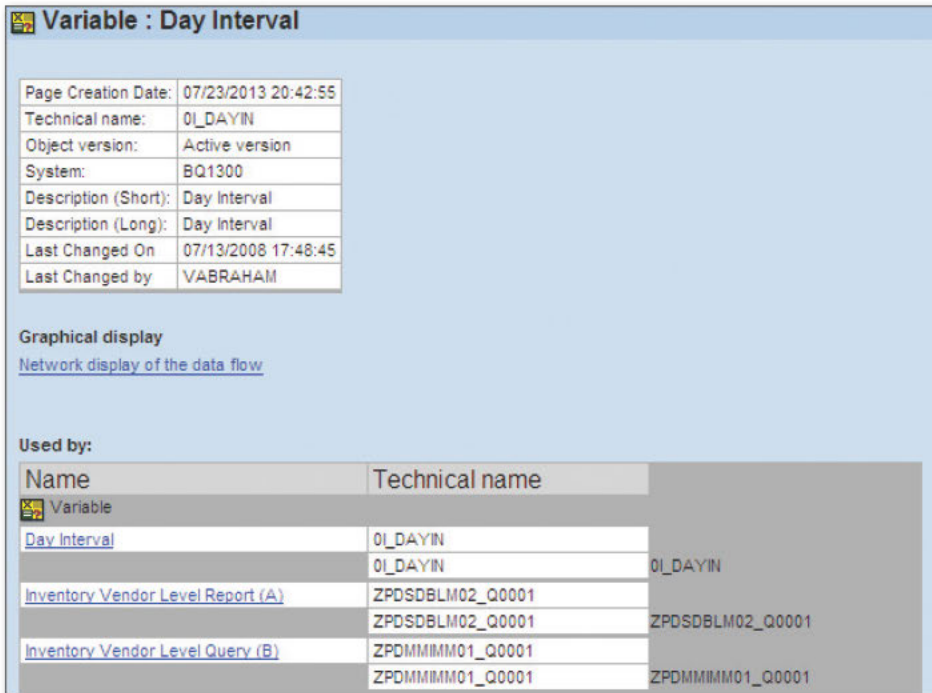 Variable : Day Interval
Page Creation Date: 07/23/2013 20:42:55
Technical name: 0I_DAYIN
Object version: Active version
System: BQ1300
Description (Short): Day Interval
Description (Long): Day Interval
Last Changed On 07/13/2008 17:48:45
Last Changed by VABRAHAM
Graphical display
Network display of the data flow
Used by:
Name Technical name
Variable
Day Interval 0I_DAYIN
0I_DAYIN 0I_DAYIN
Inventory Vendor Level Report (A) ZPDSDBLM02_Q0001
ZPDSDBLM02_Q0001 ZPDSDBLM02_Q0001
Inventory Vendor Level Query (B) ZPDMMIMM01_Q0001
ZPDMMIMM01_Q0001 ZPDMMIMM01_Q0001